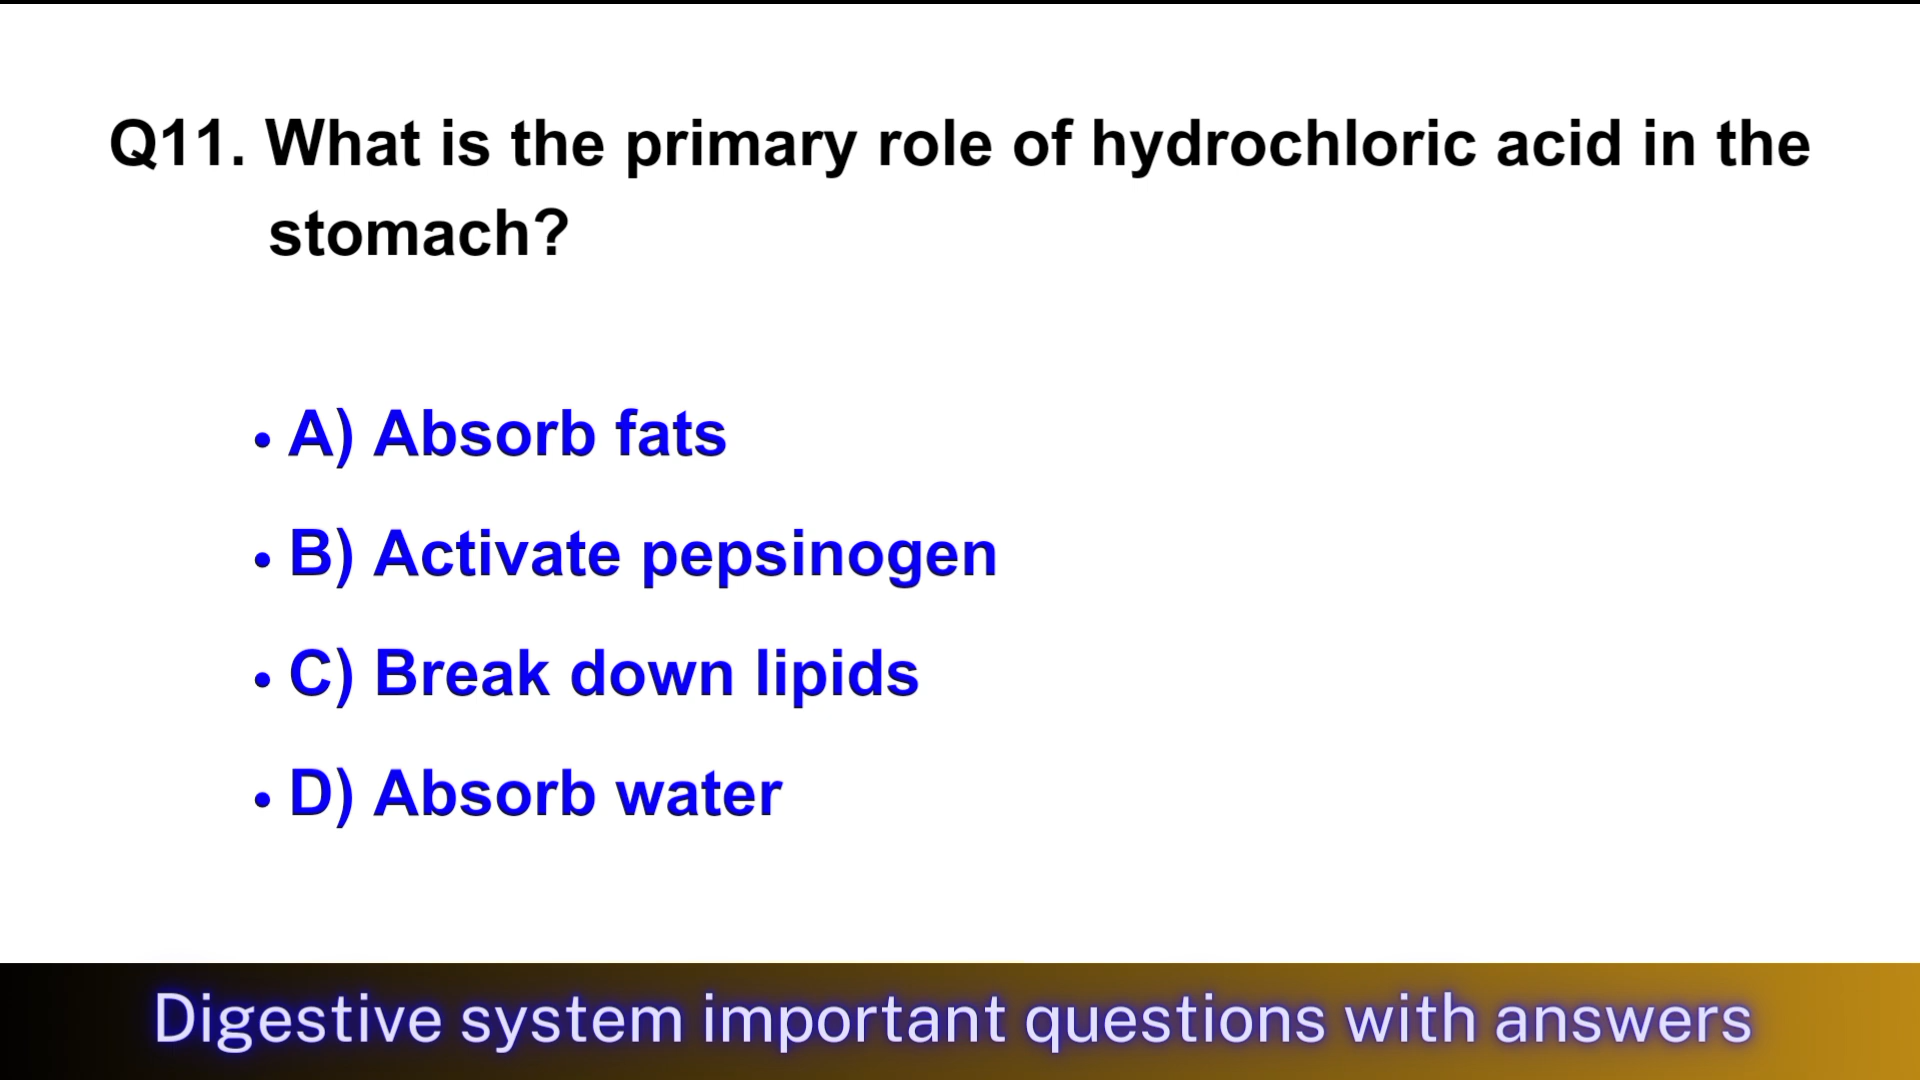 Q11. What is the primary role of hydrochloric acid in the
stomach?
• A) Absorb fats
• B) Activate pepsinogen
• C) Break down lipids
• D) Absorb water
Digestive system important questions with answers